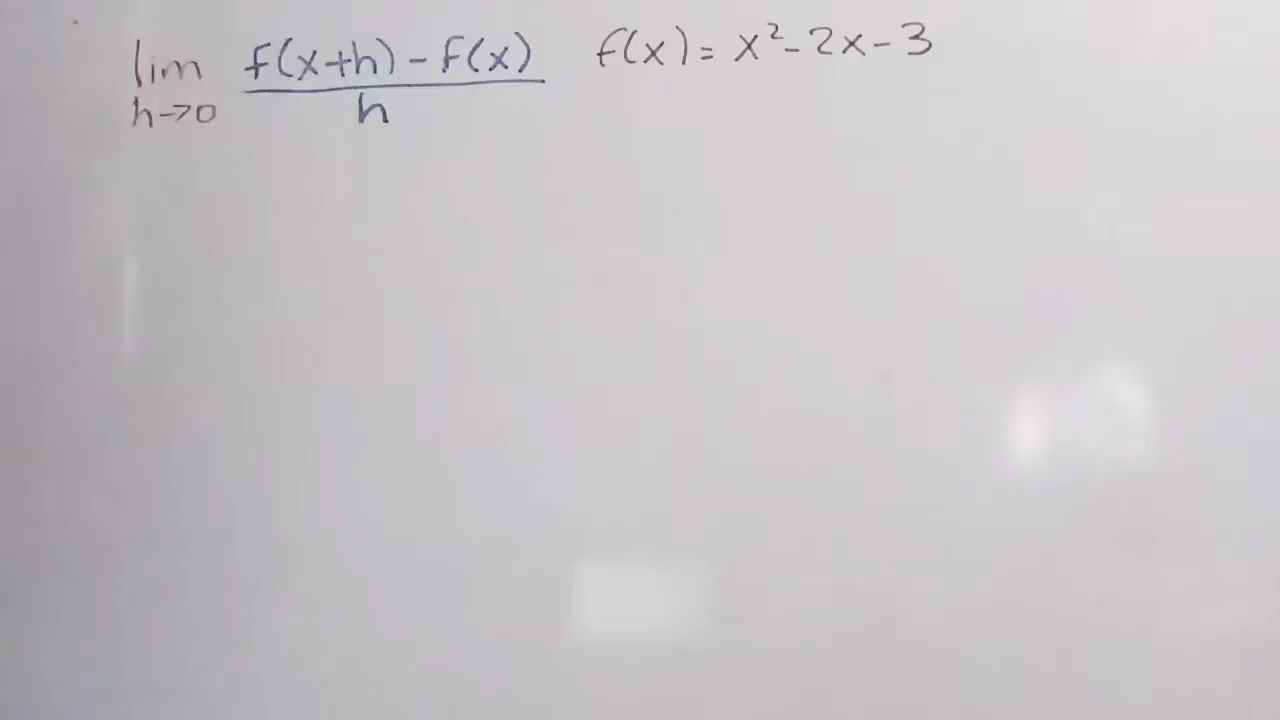 lim f(x+h) - f(x) f(x) = x² - 2x - 3
h→0 h